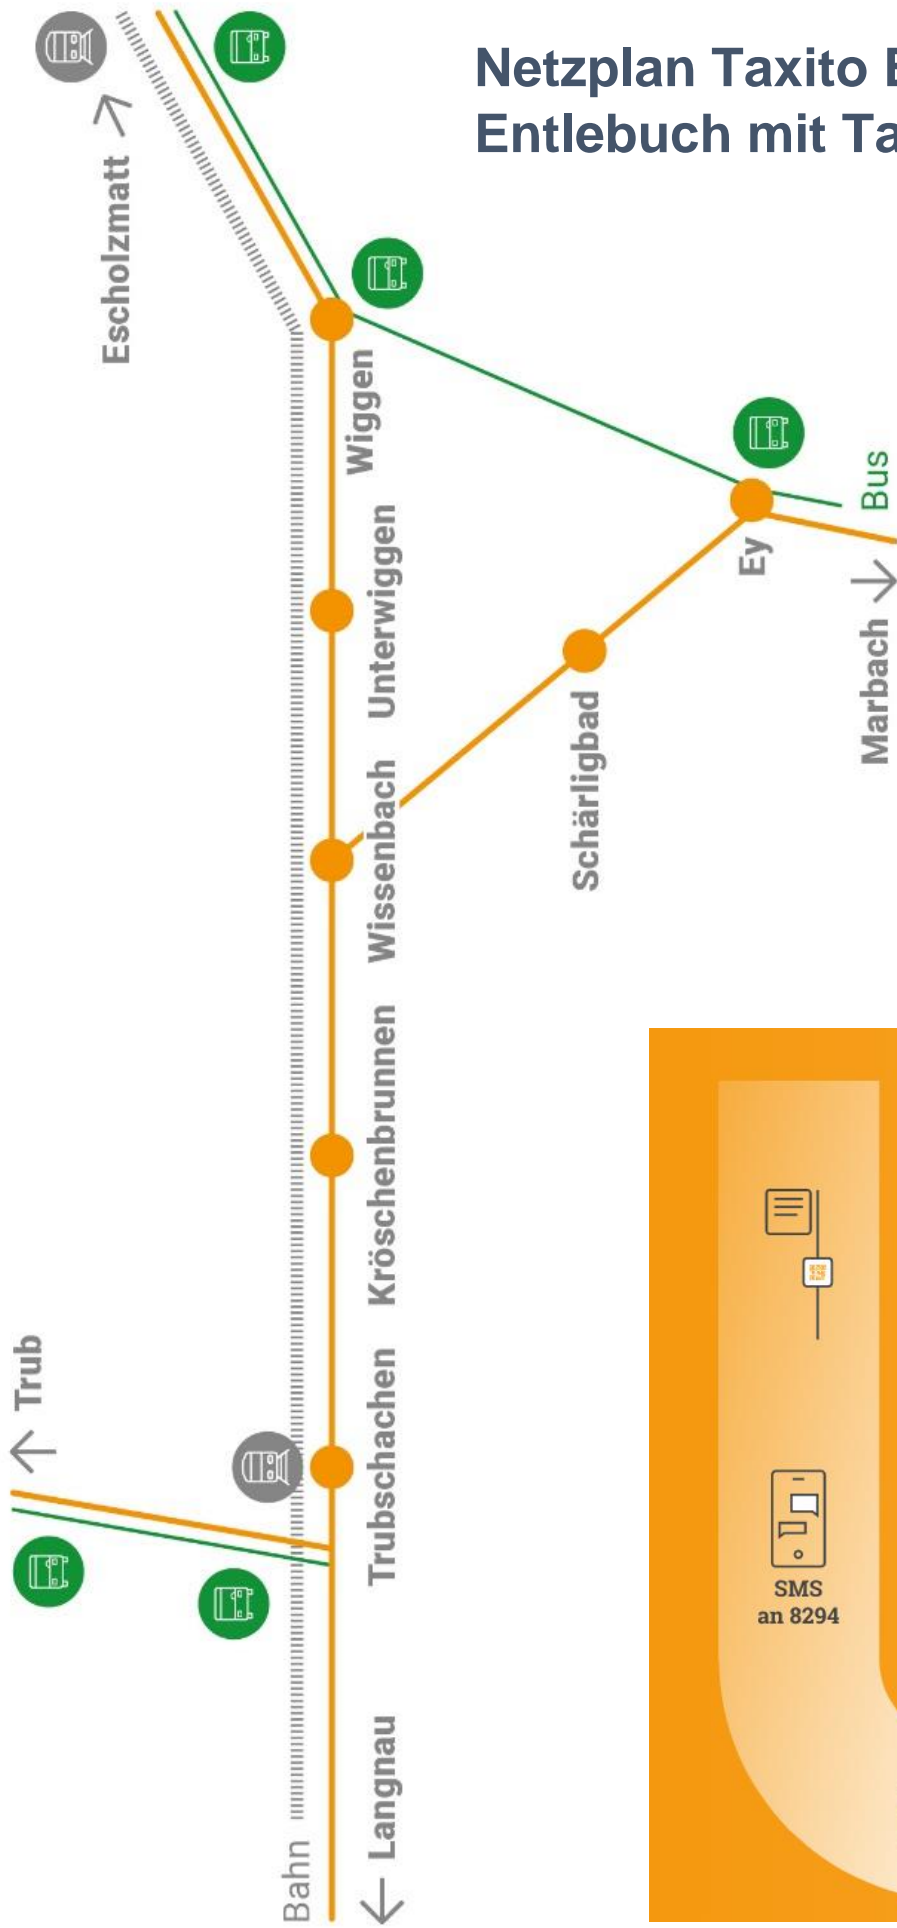 Netzplan Taxito E
Entlebuch mit Ta
Escholzmatt
Wiggen
Unterwiggen
Wissenbach
Kröschenbrunnen
Trubschachen
Trub
Langnau
Bahn
Ey
Schärligbad
Bus
Marbach
SMS
an 8294